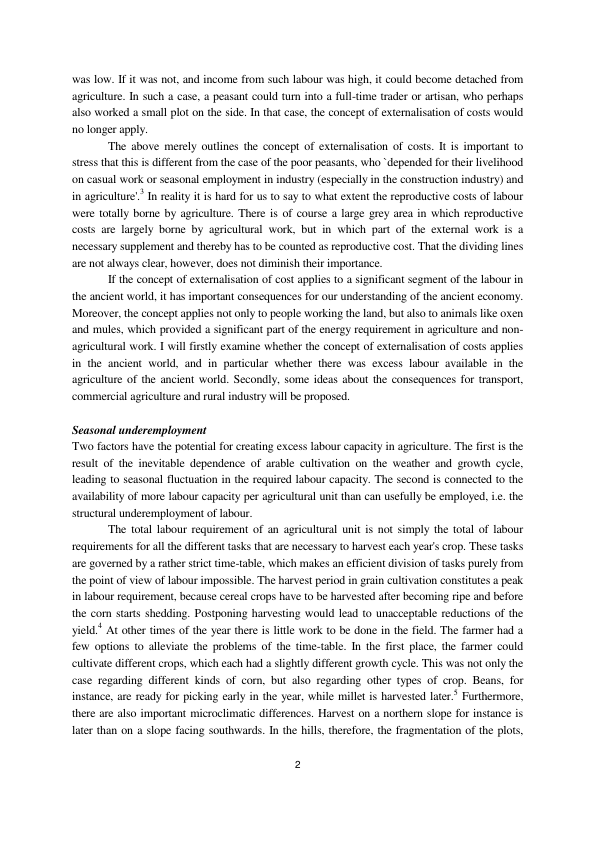 was low. If it was not, and income from such labour was high, it could become detached from
agriculture. In such a case, a peasant could turn into a full-time trader or artisan, who perhaps
also worked a small plot on the side. In that case, the concept of externalisation of costs would
no longer apply.
The above merely outlines the concept of externalisation of costs. It is important to
stress that this is different from the case of the poor peasants, who `depended for their livelihood
on casual work or seasonal employment in industry (especially in the construction industry) and
in agriculture'.3 In reality it is hard for us to say to what extent the reproductive costs of labour
were totally borne by agriculture. There is of course a large grey area in which reproductive
costs are largely borne by agricultural work, but in which part of the external work is a
necessary supplement and thereby has to be counted as reproductive cost. That the dividing lines
are not always clear, however, does not diminish their importance.
If the concept of externalisation of cost applies to a significant segment of the labour in
the ancient world, it has important consequences for our understanding of the ancient economy.
Moreover, the concept applies not only to people working the land, but also to animals like oxen
and mules, which provided a significant part of the energy requirement in agriculture and non-
agricultural work. I will firstly examine whether the concept of externalisation of costs applies
in the ancient world, and in particular whether there was excess labour available in the
agriculture of the ancient world. Secondly, some ideas about the consequences for transport,
commercial agriculture and rural industry will be proposed.
Seasonal underemployment
Two factors have the potential for creating excess labour capacity in agriculture. The first is the
result of the inevitable dependence of arable cultivation on the weather and growth cycle,
leading to seasonal fluctuation in the required labour capacity. The second is connected to the
availability of more labour capacity per agricultural unit than can usefully be employed, i.e. the
structural underemployment of labour.
The total labour requirement of an agricultural unit is not simply the total of labour
requirements for all the different tasks that are necessary to harvest each year's crop. These tasks
are governed by a rather strict time-table, which makes an efficient division of tasks purely from
the point of view of labour impossible. The harvest period in grain cultivation constitutes a peak
in labour requirement, because cereal crops have to be harvested after becoming ripe and before
the corn starts shedding. Postponing harvesting would lead to unacceptable reductions of the
yield.4 At other times of the year there is little work to be done in the field. The farmer had a
few options to alleviate the problems of the time-table. In the first place, the farmer could
cultivate different crops, which each had a slightly different growth cycle. This was not only the
case regarding different kinds of corn, but also regarding other types of crop. Beans, for
instance, are ready for picking early in the year, while millet is harvested later.5 Furthermore,
there are also important microclimatic differences. Harvest on a northern slope for instance is
later than on a slope facing southwards. In the hills, therefore, the fragmentation of the plots,
2